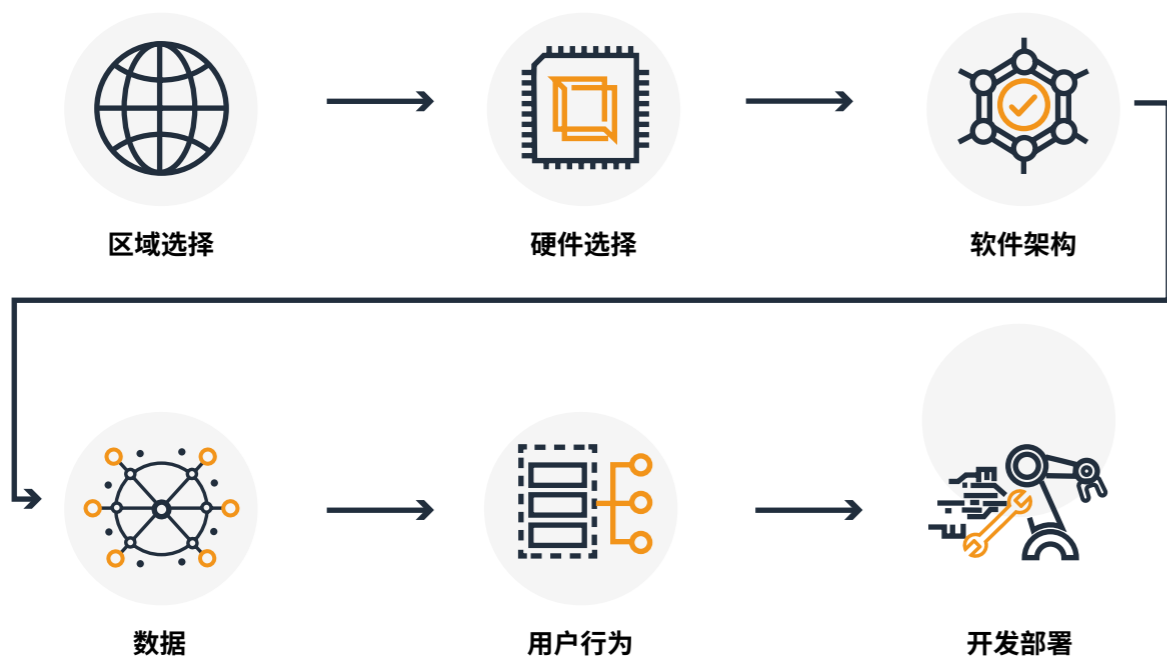 区域选择
硬件选择
软件架构
数据
用户行为
开发部署